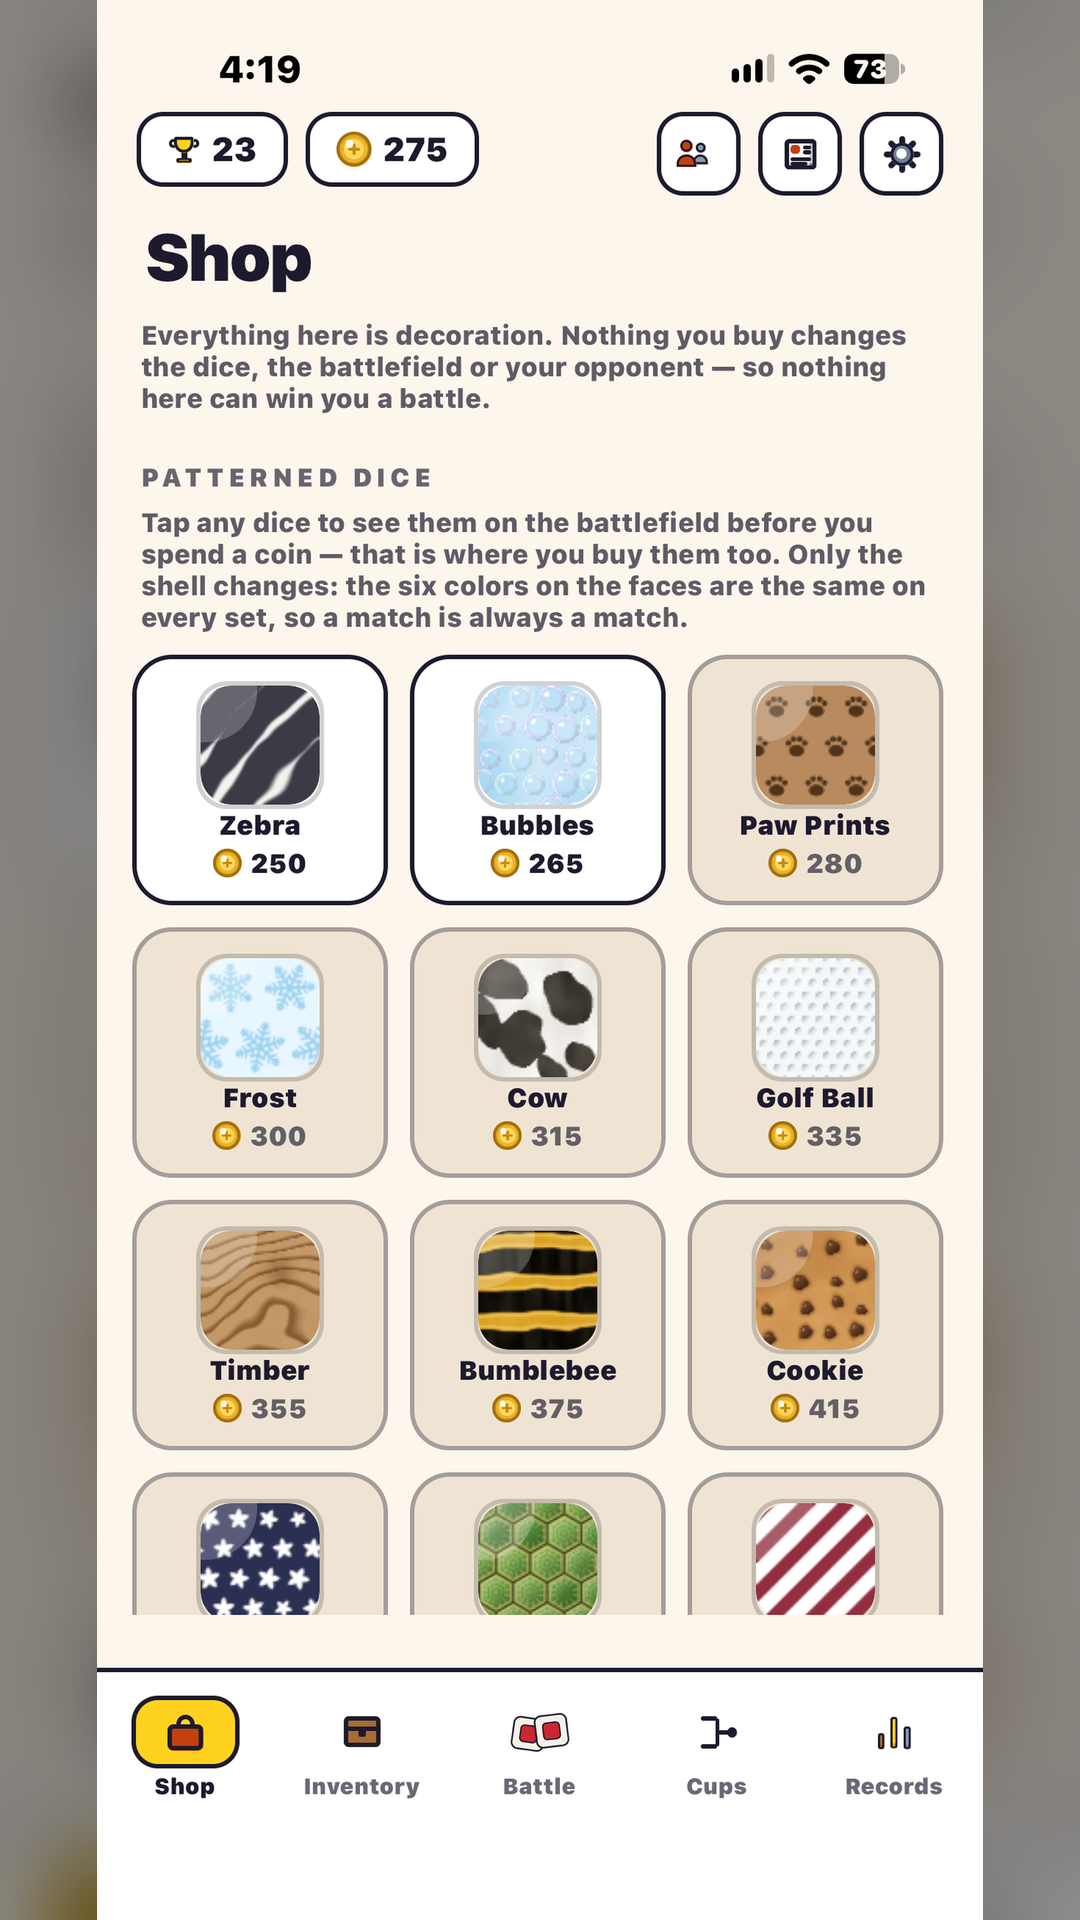 4:19
73
23
275
Shop
Everything here is decoration. Nothing you buy changes
the dice, the battlefield or your opponent — so nothing
here can win you a battle.
PATTERNED DICE
Tap any dice to see them on the battlefield before you
spend a coin — that is where you buy them too. Only the
shell changes: the six colors on the faces are the same on
every set, so a match is always a match.
Zebra
250
Bubbles
265
Paw Prints
280
Frost
300
Cow
315
Golf Ball
335
Timber
355
Bumblebee
375
Cookie
415
Shop
Inventory
Battle
Cups
Records